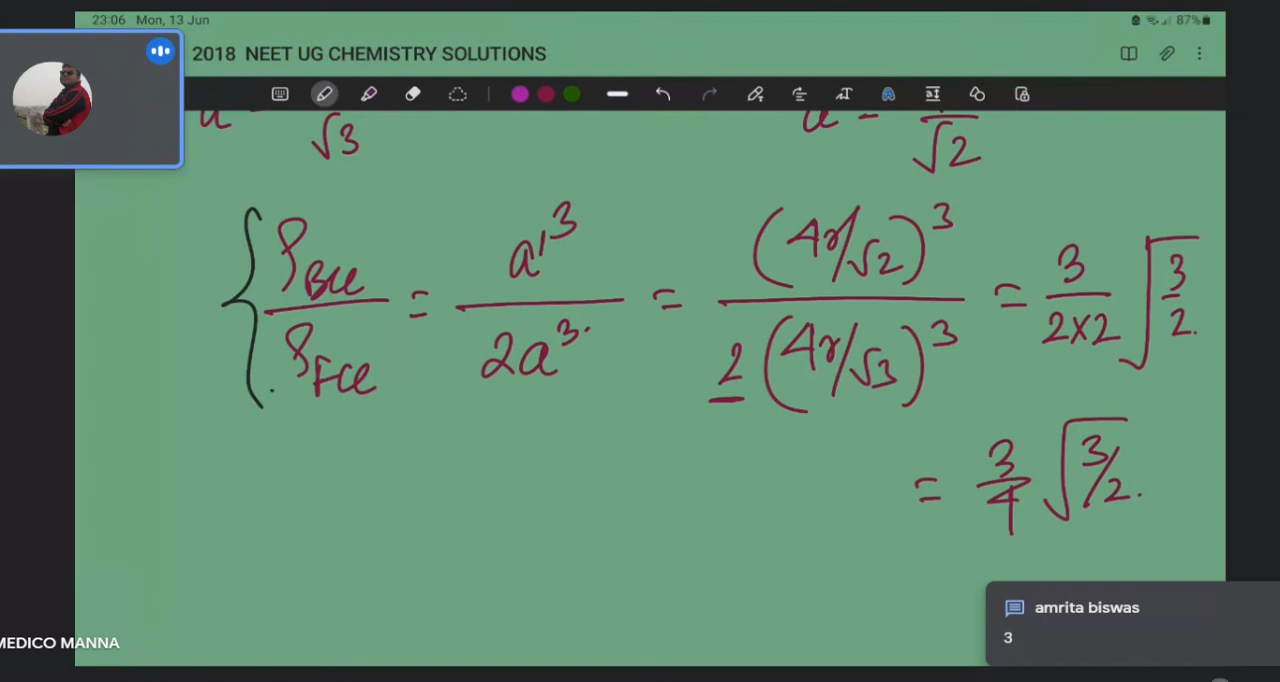 23:06 Mon, 13 Jun
87%
2018 NEET UG CHEMISTRY SOLUTIONS
√3
a =
√2
ρBCC / ρFCC = a'³ / 2a³ = (4r/√2)³ / 2(4r/√3)³ = 3 / 2×2 √3/2
= 3/4 √3/2
amrita biswas
3
MEDICO MANNA